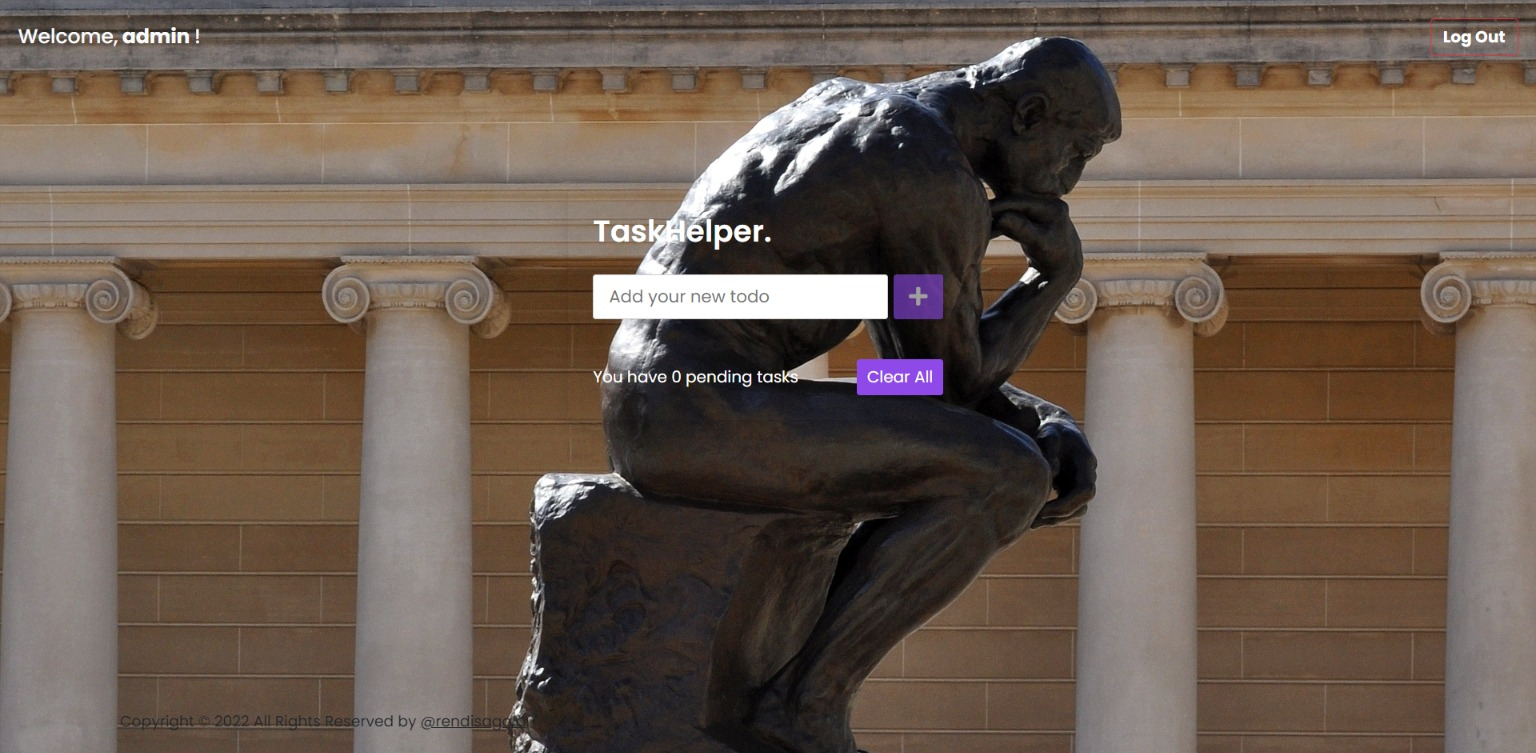 Welcome, admin !
Log Out
TaskHelper.
Add your new todo
You have 0 pending tasks
Clear All
Copyright © 2022 All Rights Reserved by